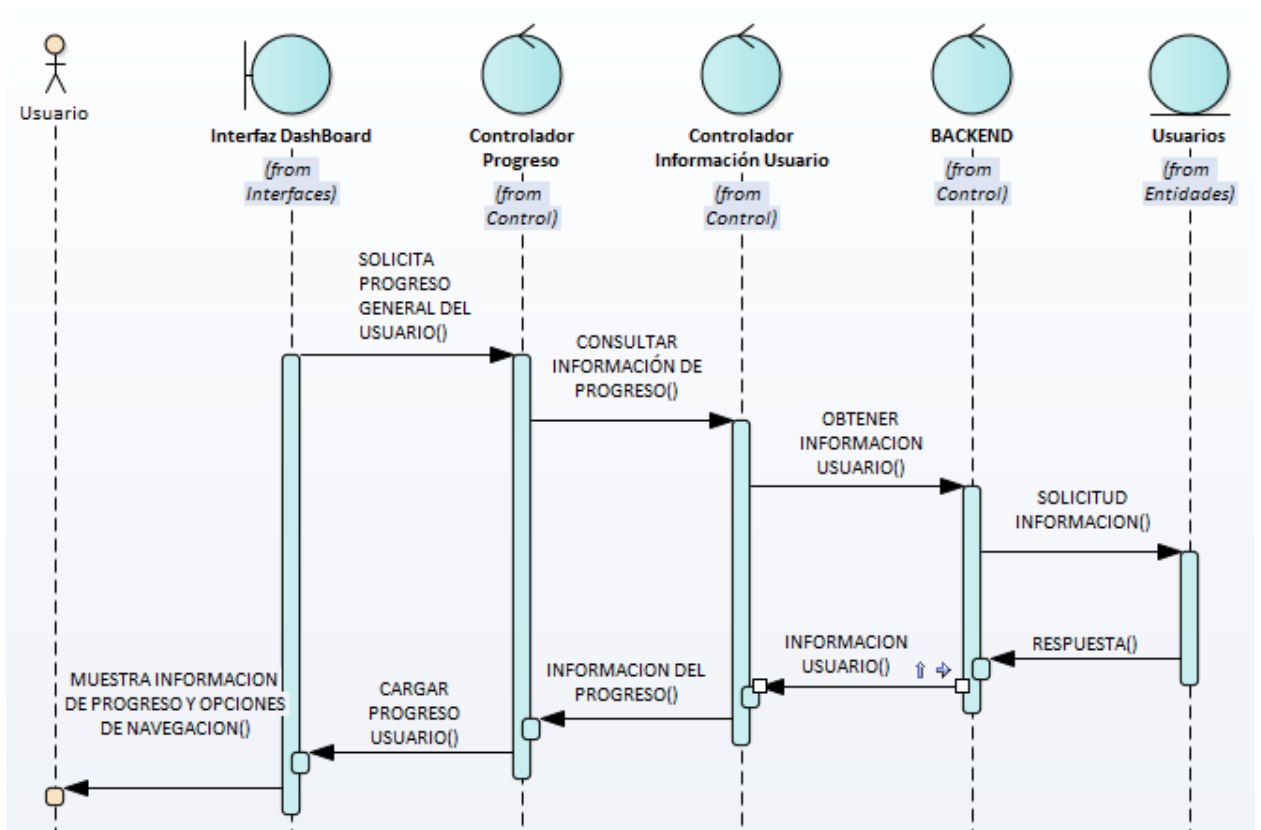 Usuario
Interfaz DashBoard
(from
Interfaces)
Controlador
Progreso
(from
Control)
Controlador
Información Usuario
(from
Control)
BACKEND
(from
Control)
Usuarios
(from
Entidades)
SOLICITA
PROGRESO
GENERAL DEL
USUARIO()
CONSULTAR
INFORMACIÓN DE
PROGRESO()
OBTENER
INFORMACION
USUARIO()
SOLICITUD
INFORMACION()
RESPUESTA()
INFORMACION
USUARIO()
INFORMACION DEL
PROGRESO()
CARGAR
PROGRESO
USUARIO()
MUESTRA INFORMACION
DE PROGRESO Y OPCIONES
DE NAVEGACION()